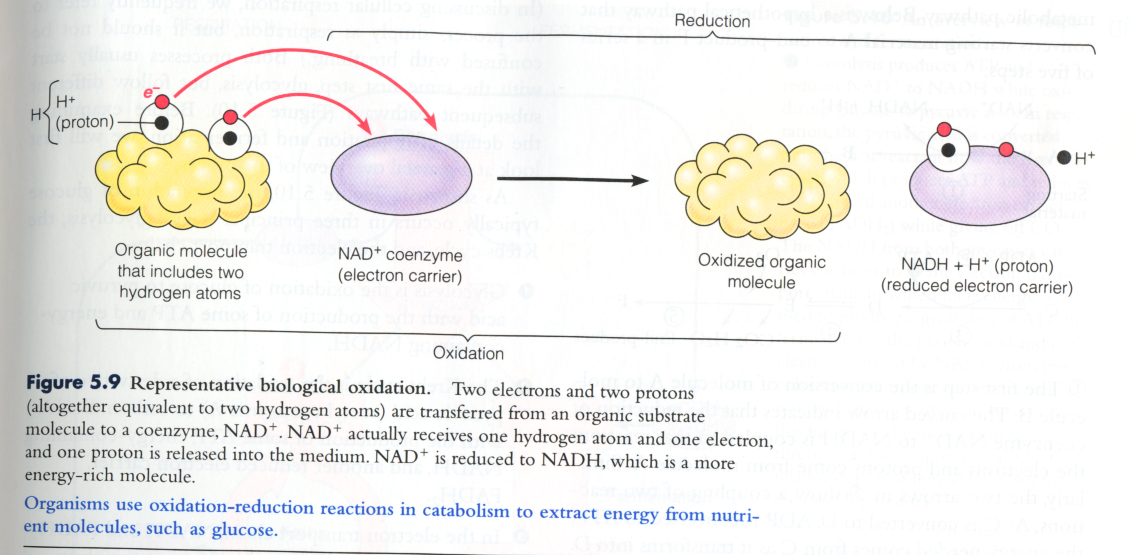 Reduction
e−
H
H+
(proton)
H+
Organic molecule
that includes two
hydrogen atoms
NAD+ coenzyme
(electron carrier)
Oxidized organic
molecule
NADH + H+ (proton)
(reduced electron carrier)
Oxidation
Figure 5.9 Representative biological oxidation. Two electrons and two protons
(altogether equivalent to two hydrogen atoms) are transferred from an organic substrate
molecule to a coenzyme, NAD+. NAD+ actually receives one hydrogen atom and one electron,
and one proton is released into the medium. NAD+ is reduced to NADH, which is a more
energy-rich molecule.
Organisms use oxidation-reduction reactions in catabolism to extract energy from nutri-
ent molecules, such as glucose.